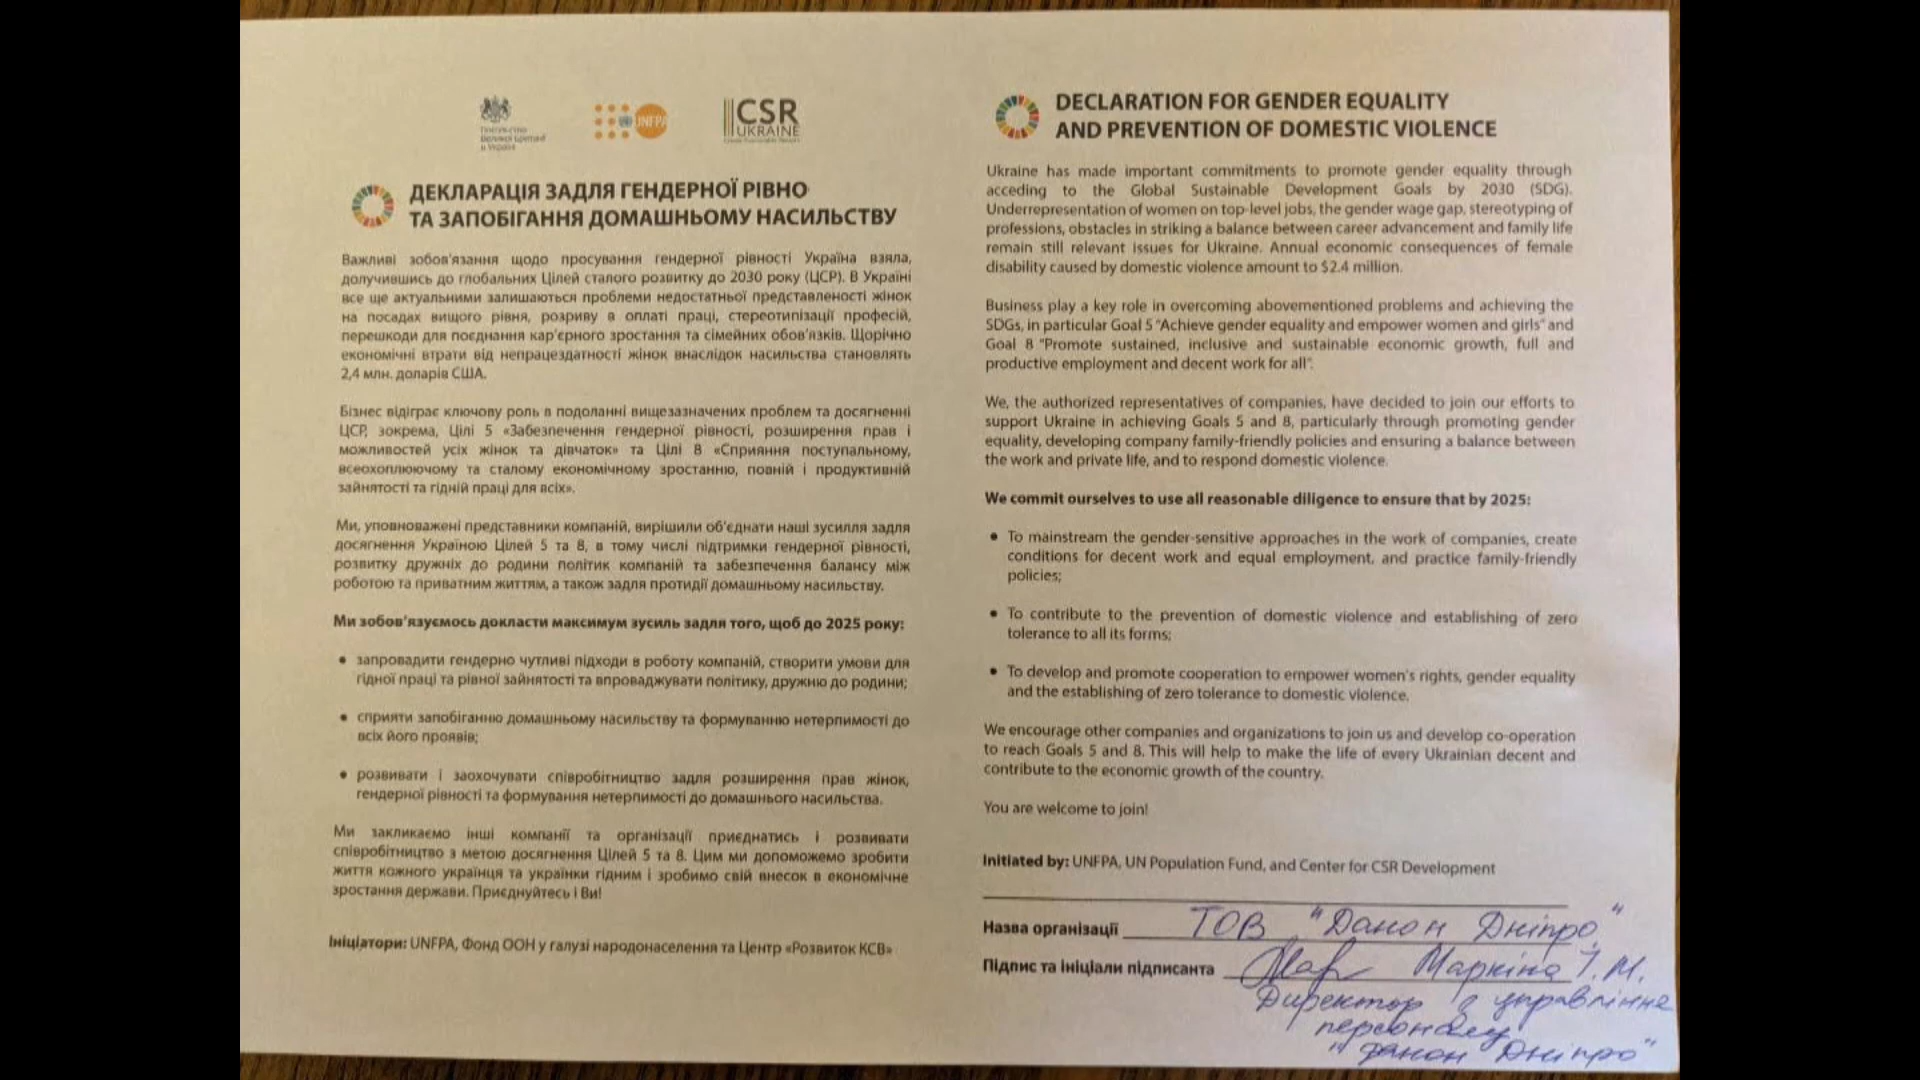 Посольство
Великої Британії
в Україні
UNFPA
CSR
UKRAINE
ДЕКЛАРАЦІЯ ЗАДЛЯ ГЕНДЕРНОЇ РІВНО
ТА ЗАПОБІГАННЯ ДОМАШНЬОМУ НАСИЛЬСТВУ
Важливі зобов'язання щодо просування гендерної рівності Україна взяла,
долучившись до глобальних Цілей сталого розвитку до 2030 року (ЦСР). В Україні
все ще актуальними залишаються проблеми недостатньої представленості жінок
на посадах вищого рівня, розриву в оплаті праці, стереотипізації професій,
перешкоди для поєднання кар'єрного зростання та сімейних обов'язків. Щорічно
економічні втрати від непрацездатності жінок внаслідок насильства становлять
2,4 млн. доларів США.
Бізнес відіграє ключову роль в подоланні вищезазначених проблем та досягненні
ЦСР, зокрема, Цілі 5 «Забезпечення гендерної рівності, розширення прав і
можливостей усіх жінок та дівчаток» та Цілі 8 «Сприяння поступальному,
всеохоплюючому та сталому економічному зростанню, повній і продуктивній
зайнятості та гідній праці для всіх».
Ми, уповноважені представники компаній, вирішили об'єднати наші зусилля задля
досягнення Україною Цілей 5 та 8, в тому числі підтримки гендерної рівності,
розвитку дружніх до родини політик компаній та забезпечення балансу між
роботою та приватним життям, а також задля протидії домашньому насильству.
Ми зобов'язуємось докласти максимум зусиль задля того, щоб до 2025 року:
• запровадити гендерно чутливі підходи в роботу компаній, створити умови для
гідної праці та рівної зайнятості та впроваджувати політику, дружню до родини;
• сприяти запобіганню домашньому насильству та формуванню нетерпимості до
всіх його проявів;
• розвивати і заохочувати співробітництво задля розширення прав жінок,
гендерної рівності та формування нетерпимості до домашнього насильства.
Ми закликаємо інші компанії та організації приєднатись і розвивати
співробітництво з метою досягнення Цілей 5 та 8. Цим ми допоможемо зробити
життя кожного українця та українки гідним і зробимо свій внесок в економічне
зростання держави. Приєднуйтесь і Ви!
Ініціатори: UNFPA, Фонд ООН у галузі народонаселення та Центр «Розвиток КСВ»
DECLARATION FOR GENDER EQUALITY
AND PREVENTION OF DOMESTIC VIOLENCE
Ukraine has made important commitments to promote gender equality through
acceding to the Global Sustainable Development Goals by 2030 (SDG).
Underrepresentation of women on top-level jobs, the gender wage gap, stereotyping of
professions, obstacles in striking a balance between career advancement and family life
remain still relevant issues for Ukraine. Annual economic consequences of female
disability caused by domestic violence amount to $2.4 million.
Business play a key role in overcoming abovementioned problems and achieving the
SDGs, in particular Goal 5 "Achieve gender equality and empower women and girls" and
Goal 8 "Promote sustained, inclusive and sustainable economic growth, full and
productive employment and decent work for all".
We, the authorized representatives of companies, have decided to join our efforts to
support Ukraine in achieving Goals 5 and 8, particularly through promoting gender
equality, developing company family-friendly policies and ensuring a balance between
the work and private life, and to respond domestic violence.
We commit ourselves to use all reasonable diligence to ensure that by 2025:
• To mainstream the gender-sensitive approaches in the work of companies, create
conditions for decent work and equal employment, and practice family-friendly
policies;
• To contribute to the prevention of domestic violence and establishing of zero
tolerance to all its forms;
• To develop and promote cooperation to empower women's rights, gender equality
and the establishing of zero tolerance to domestic violence.
We encourage other companies and organizations to join us and develop co-operation
to reach Goals 5 and 8. This will help to make the life of every Ukrainian decent and
contribute to the economic growth of the country.
You are welcome to join!
Initiated by: UNFPA, UN Population Fund, and Center for CSR Development
Назва організації ТОВ "Данон Дніпро"
Підпис та ініціали підписанта Маркіна І.М.
Директор з управління
персоналу
"Данон Дніпро"